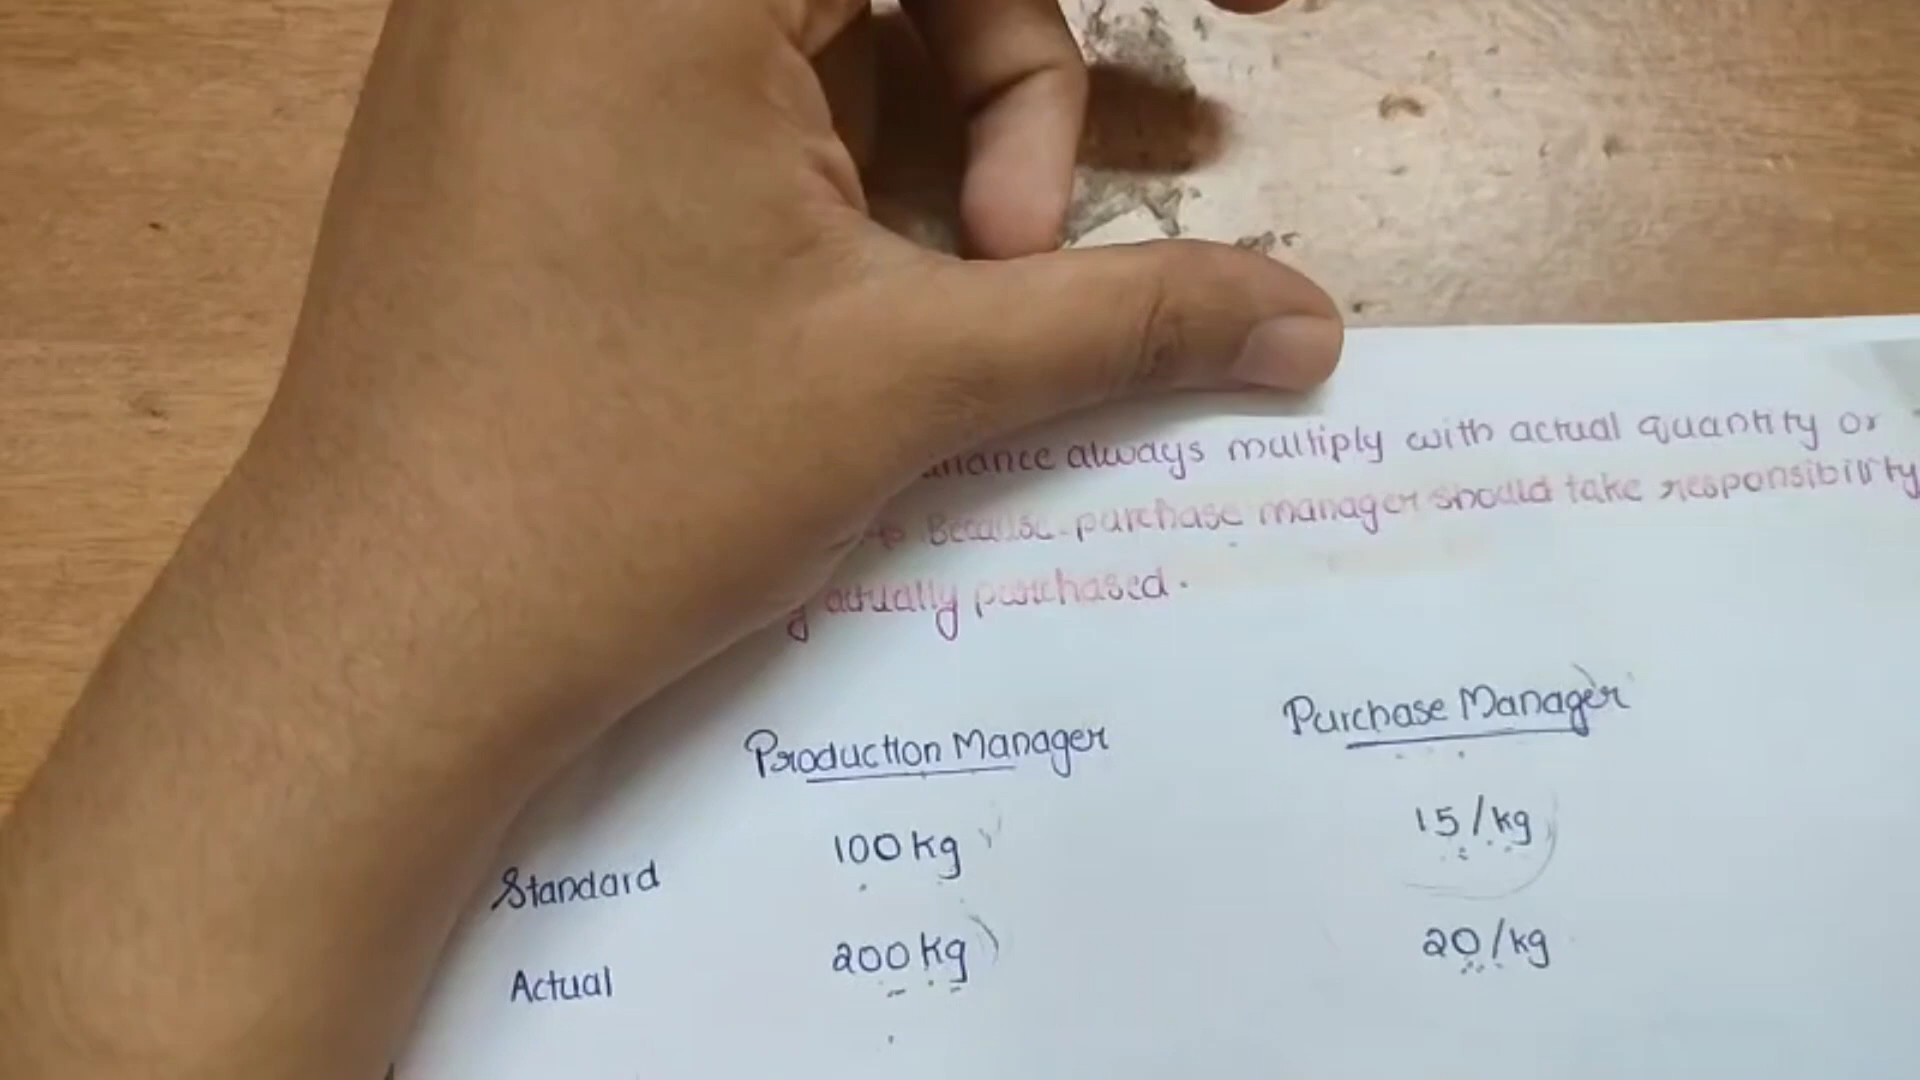 always multiply with actual quantity or
Because purchase manager should take responsibility
actually purchased.
Production Manager Purchase Manager
Standard 100 kg 15/kg
Actual 200 kg 20/kg